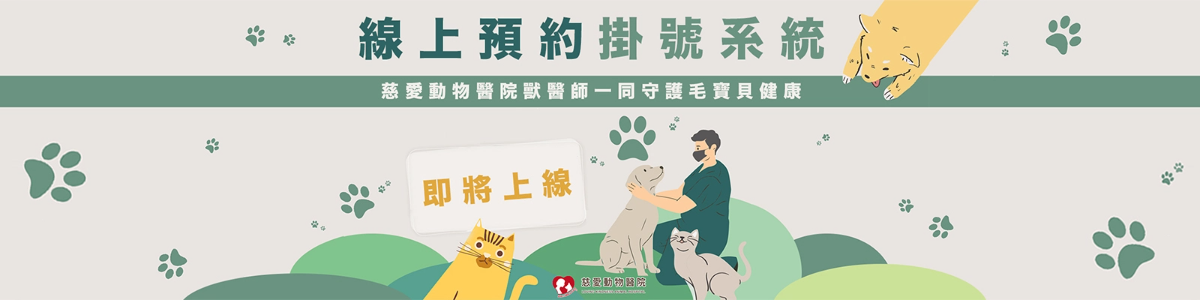 線上預約掛號系統
慈愛動物醫院獸醫師一同守護毛寶貝健康
即將上線
慈愛動物醫院